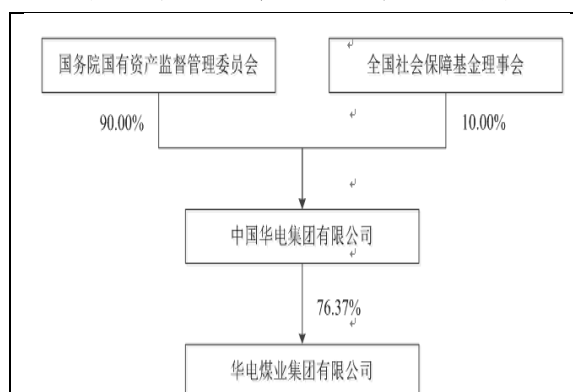 国务院国有资产监督管理委员会
全国社会保障基金理事会
90.00%
10.00%
中国华电集团有限公司
76.37%
华电煤业集团有限公司